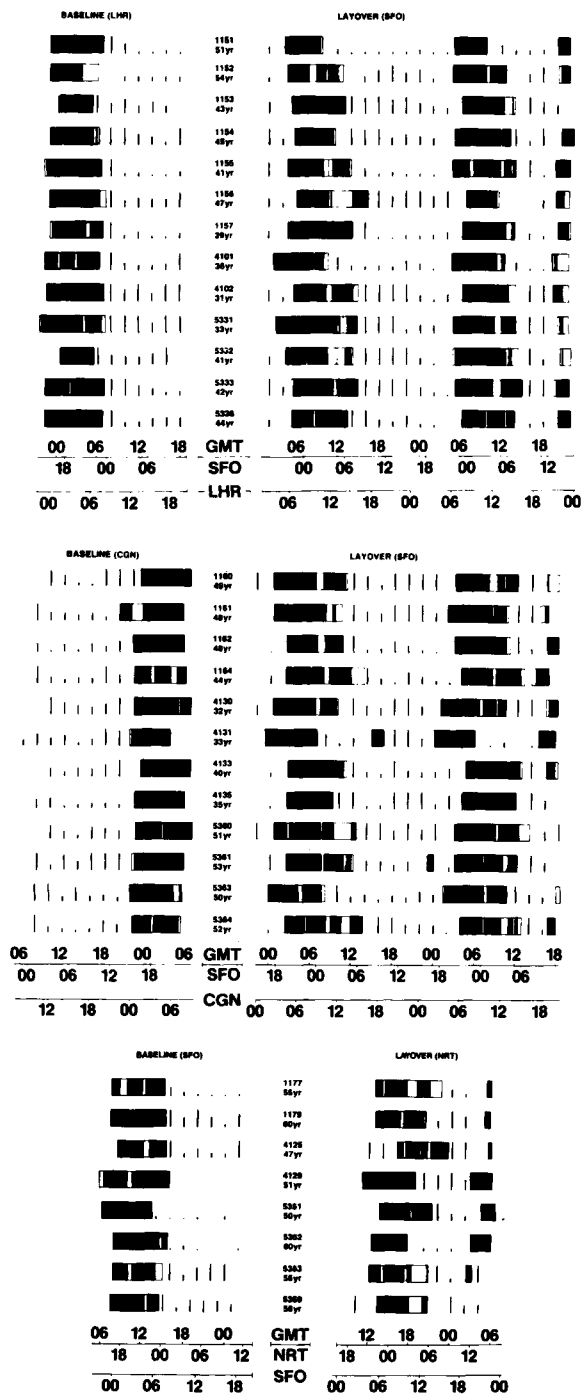 BASELINE (LHR) LAYOVER (SFO)
1151
51yr
1152
54yr
1153
43yr
1154
1155
41yr
1156
47yr
1157
39yr
4101
36yr
4102
31yr
5331
33yr
5332
41yr
5333
42yr
5336
44yr
00 06 12 18 GMT 06 12 18 00 06 12 18
18 00 06 SFO 00 06 12 18 00 06 12
00 06 12 18 LHR 06 12 18 00 06 12 18 00
BASELINE (CGN) LAYOVER (SFO)
1160
49yr
1161
48yr
1162
48yr
1164
44yr
4130
32yr
4131
33yr
4133
40yr
4135
35yr
5360
51yr
5361
53yr
5363
50yr
5364
52yr
06 12 18 00 06 GMT 00 06 12 18 00 06 12 18
00 06 12 18 SFO 18 00 06 12 18 00 06
12 18 00 06 CGN 00 06 12 18 00 06 12 18 20
BASELINE (SFO) LAYOVER (NRT)
1177
55yr
1179
60yr
4125
47yr
4129
51yr
5351
50yr
5352
60yr
5353
56yr
5359
56yr
06 12 18 00 GMT 12 18 00 06
18 00 06 12 NRT 18 00 06 12
00 06 12 SFO 00 06 12 18 00